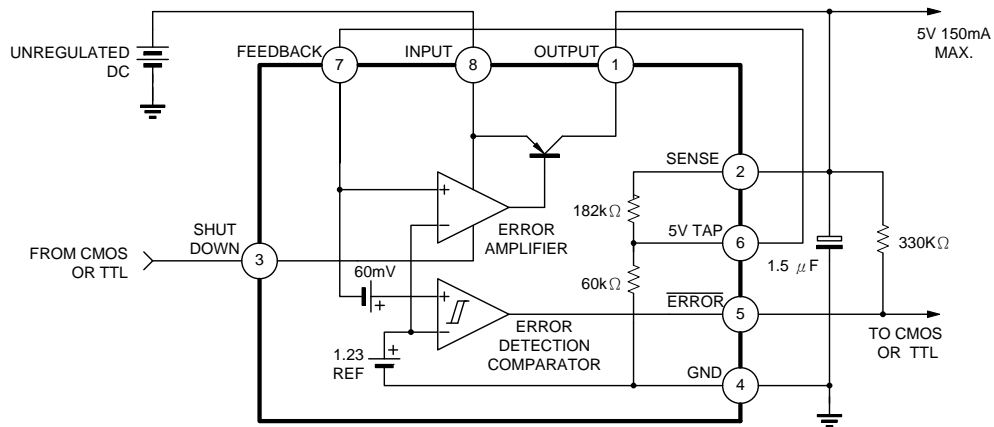 UNREGULATED
DC
FEEDBACK
7
INPUT
8
OUTPUT
1
5V 150mA
MAX.
SENSE
2
182kΩ
5V TAP
6
60kΩ
1.5 μF
330KΩ
ERROR
AMPLIFIER
FROM CMOS
OR TTL
SHUT
DOWN
3
60mV
ERROR
5
TO CMOS
OR TTL
ERROR
DETECTION
COMPARATOR
1.23
REF
GND
4
+
−
+
+
−
+